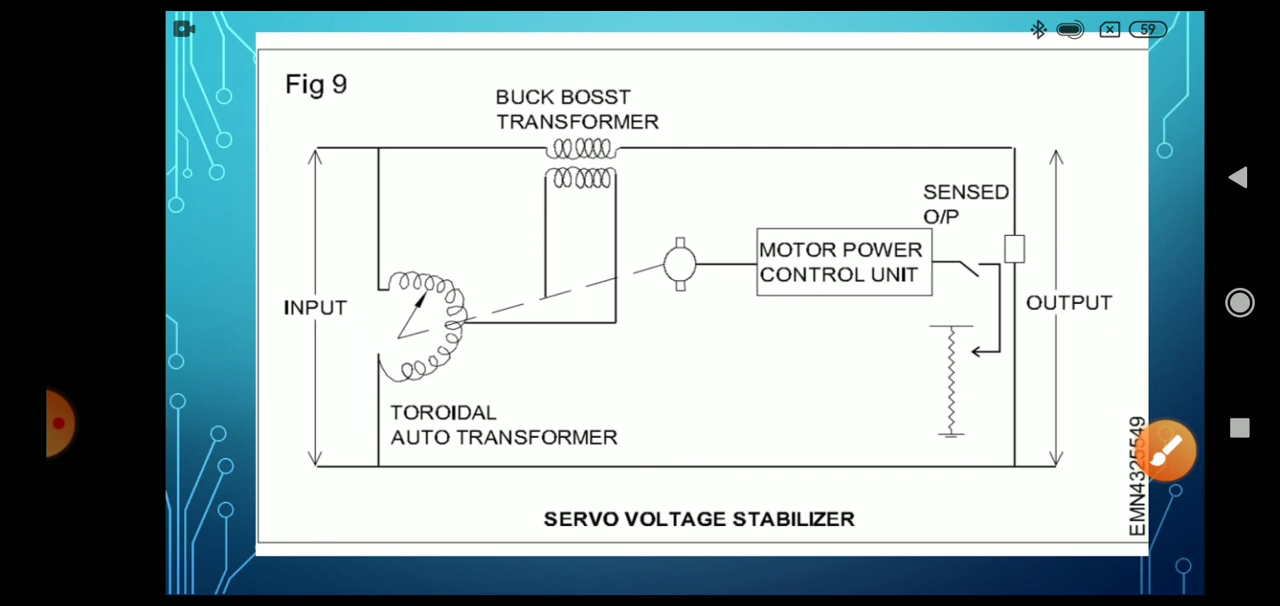 59
Fig 9
BUCK BOSST
TRANSFORMER
SENSED
O/P
MOTOR POWER
CONTROL UNIT
INPUT
OUTPUT
TOROIDAL
AUTO TRANSFORMER
EMN4325549
SERVO VOLTAGE STABILIZER